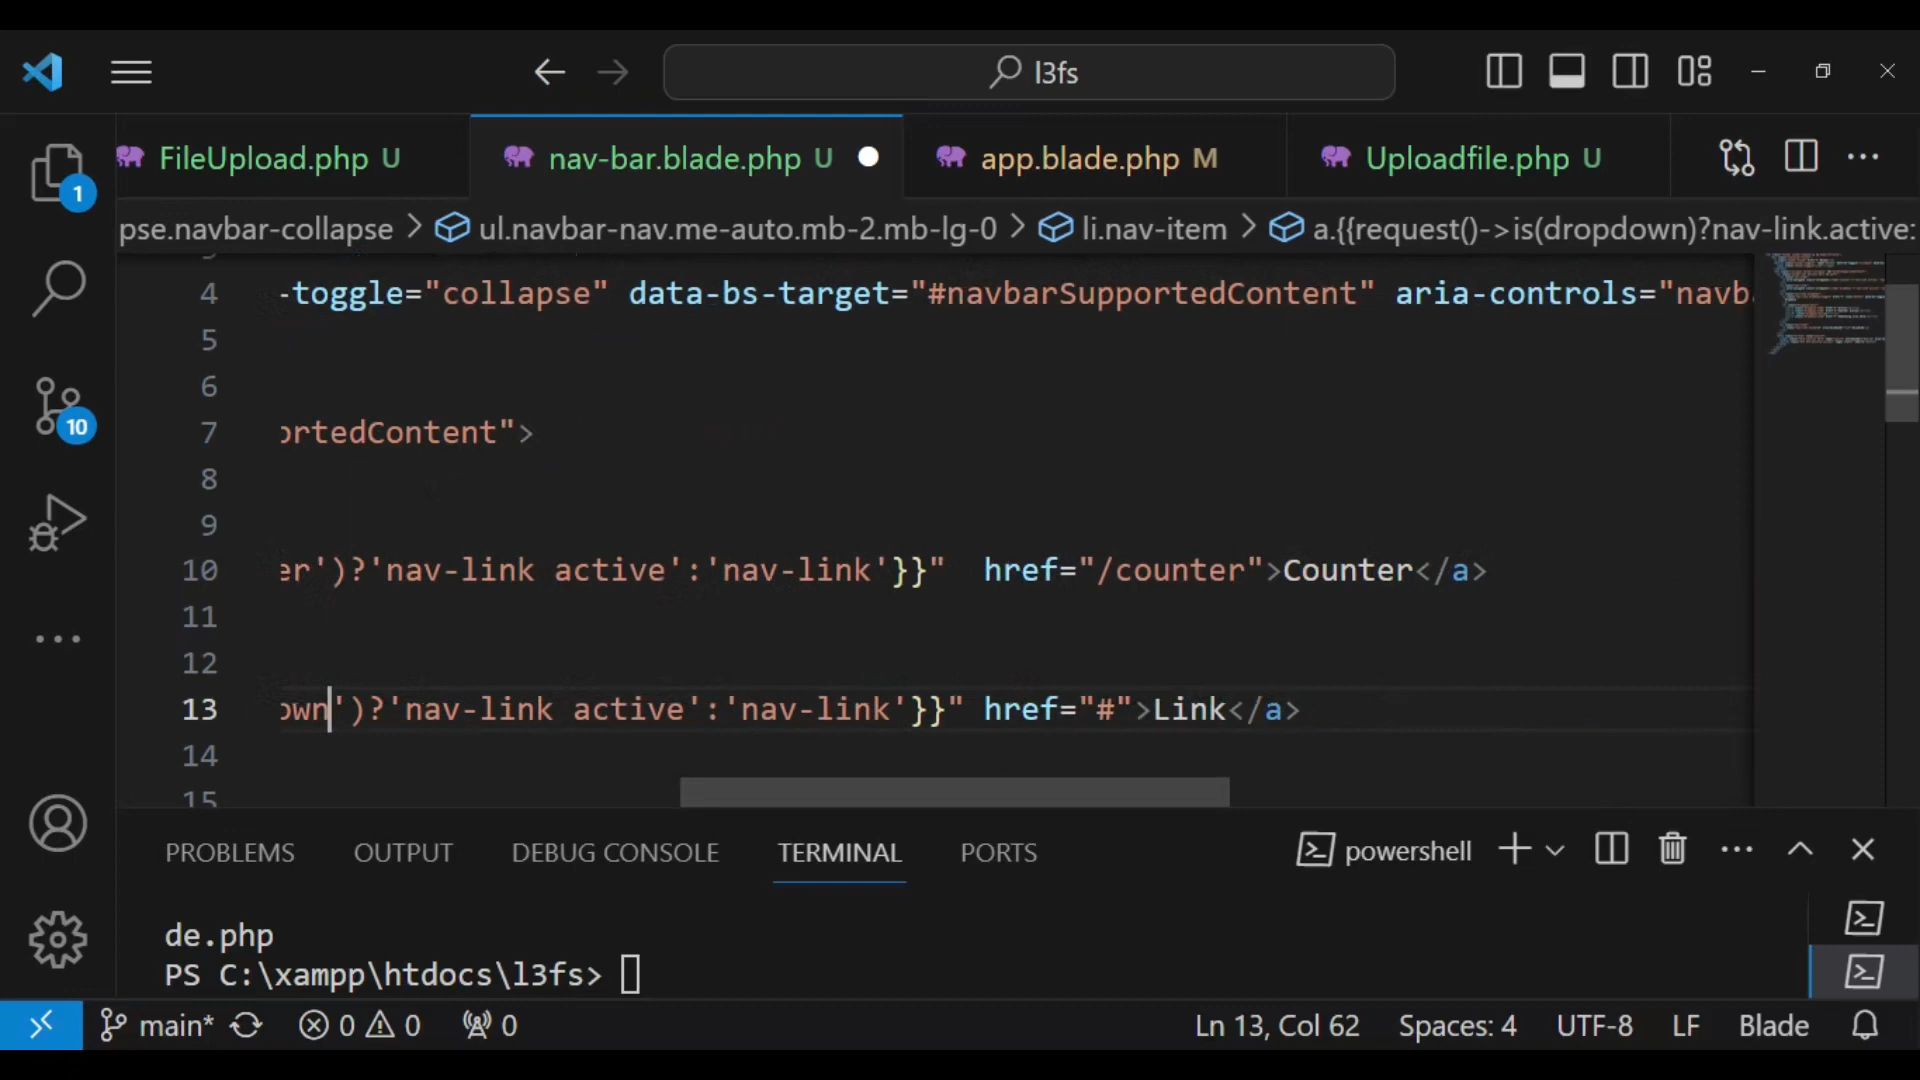 l3fs
FileUpload.php U
nav-bar.blade.php U
app.blade.php M
Uploadfile.php U
pse.navbar-collapse > ul.navbar-nav.me-auto.mb-2.mb-lg-0 > li.nav-item > a.{{request()->is(dropdown)?nav-link.active:
1
4 -toggle="collapse" data-bs-target="#navbarSupportedContent" aria-controls="navb
5
6
7 ortedContent">
8
9
10 er')?'nav-link active':'nav-link'}}"  href="/counter">Counter</a>
11
12
13 own')?'nav-link active':'nav-link'}}" href="#">Link</a>
14
15
10
PROBLEMS OUTPUT DEBUG CONSOLE TERMINAL PORTS
powershell
de.php
PS C:\xampp\htdocs\l3fs>
main* 0 0 0
Ln 13, Col 62 Spaces: 4 UTF-8 LF Blade